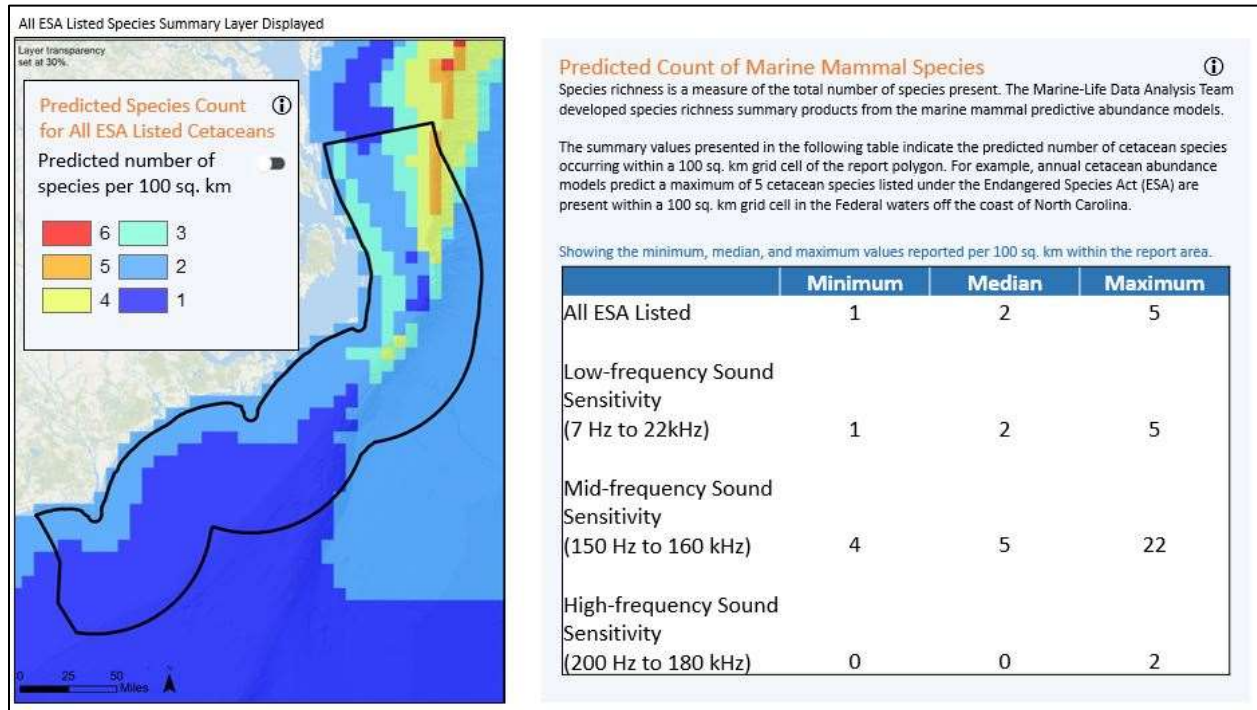 All ESA Listed Species Summary Layer Displayed
Layer transparency
set at 30%.
Predicted Species Count
for All ESA Listed Cetaceans
Predicted number of
species per 100 sq. km
6 3
5 2
4 1
0 25 50
Miles
N
Predicted Count of Marine Mammal Species
Species richness is a measure of the total number of species present. The Marine-Life Data Analysis Team
developed species richness summary products from the marine mammal predictive abundance models.
The summary values presented in the following table indicate the predicted number of cetacean species
occurring within a 100 sq. km grid cell of the report polygon. For example, annual cetacean abundance
models predict a maximum of 5 cetacean species listed under the Endangered Species Act (ESA) are
present within a 100 sq. km grid cell in the Federal waters off the coast of North Carolina.
Showing the minimum, median, and maximum values reported per 100 sq. km within the report area.
Minimum Median Maximum
All ESA Listed 1 2 5
Low-frequency Sound
Sensitivity
(7 Hz to 22kHz) 1 2 5
Mid-frequency Sound
Sensitivity
(150 Hz to 160 kHz) 4 5 22
High-frequency Sound
Sensitivity
(200 Hz to 180 kHz) 0 0 2